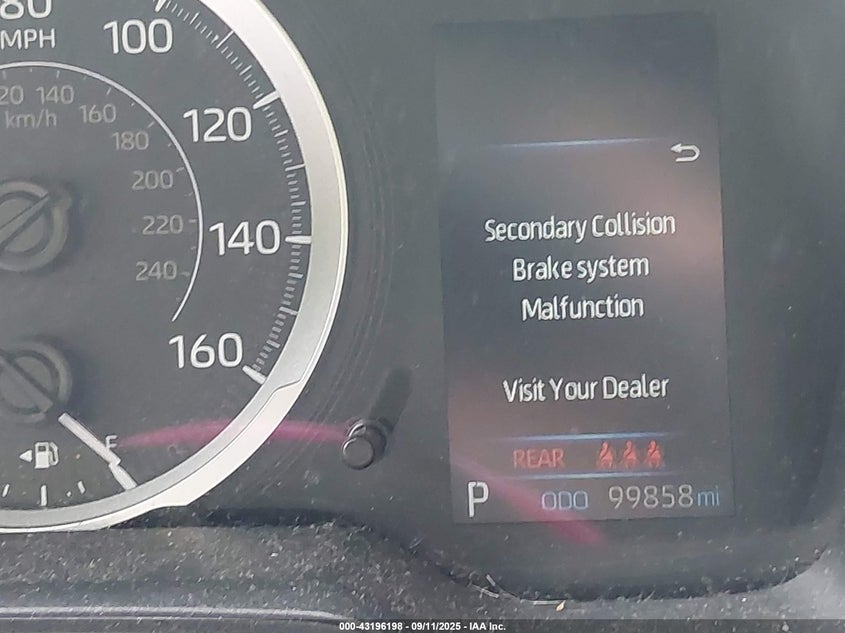 80
MPH
100
120
140
160
20 140
km/h
160
180
200
220
240
F
Secondary Collision
Brake system
Malfunction
Visit Your Dealer
REAR
P ODO 99858 mi
000-43196198 - 09/11/2025 - IAA Inc.